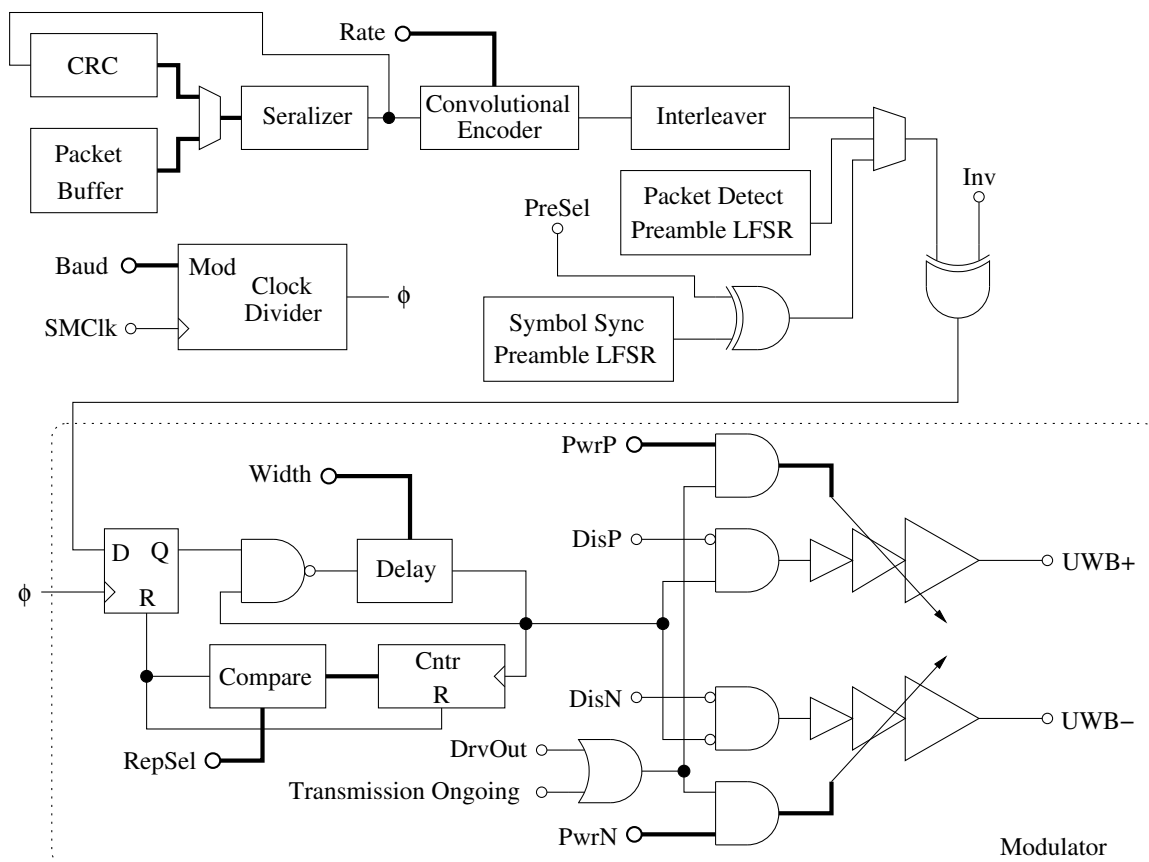 Rate
CRC
Seralizer
Convolutional
Encoder
Interleaver
Packet
Buffer
Packet Detect
Preamble LFSR
Inv
PreSel
Baud
Mod
Clock
Divider
ϕ
SMClk
Symbol Sync
Preamble LFSR
PwrP
Width
DisP
D Q
R
Delay
UWB+
ϕ
Compare
Cntr
R
DisN
UWB−
RepSel
DrvOut
Transmission Ongoing
PwrN
Modulator